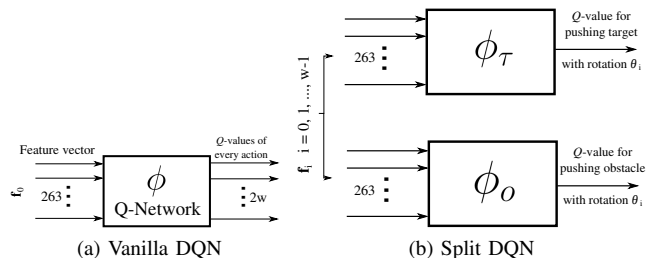 Feature vector
f0
263
ϕ
Q-Network
Q-values of
every action
2w
(a) Vanilla DQN
fi i = 0, 1, ..., w-1
263
ϕτ
Q-value for
pushing target
with rotation θi
263
ϕO
Q-value for
pushing obstacle
with rotation θi
(b) Split DQN